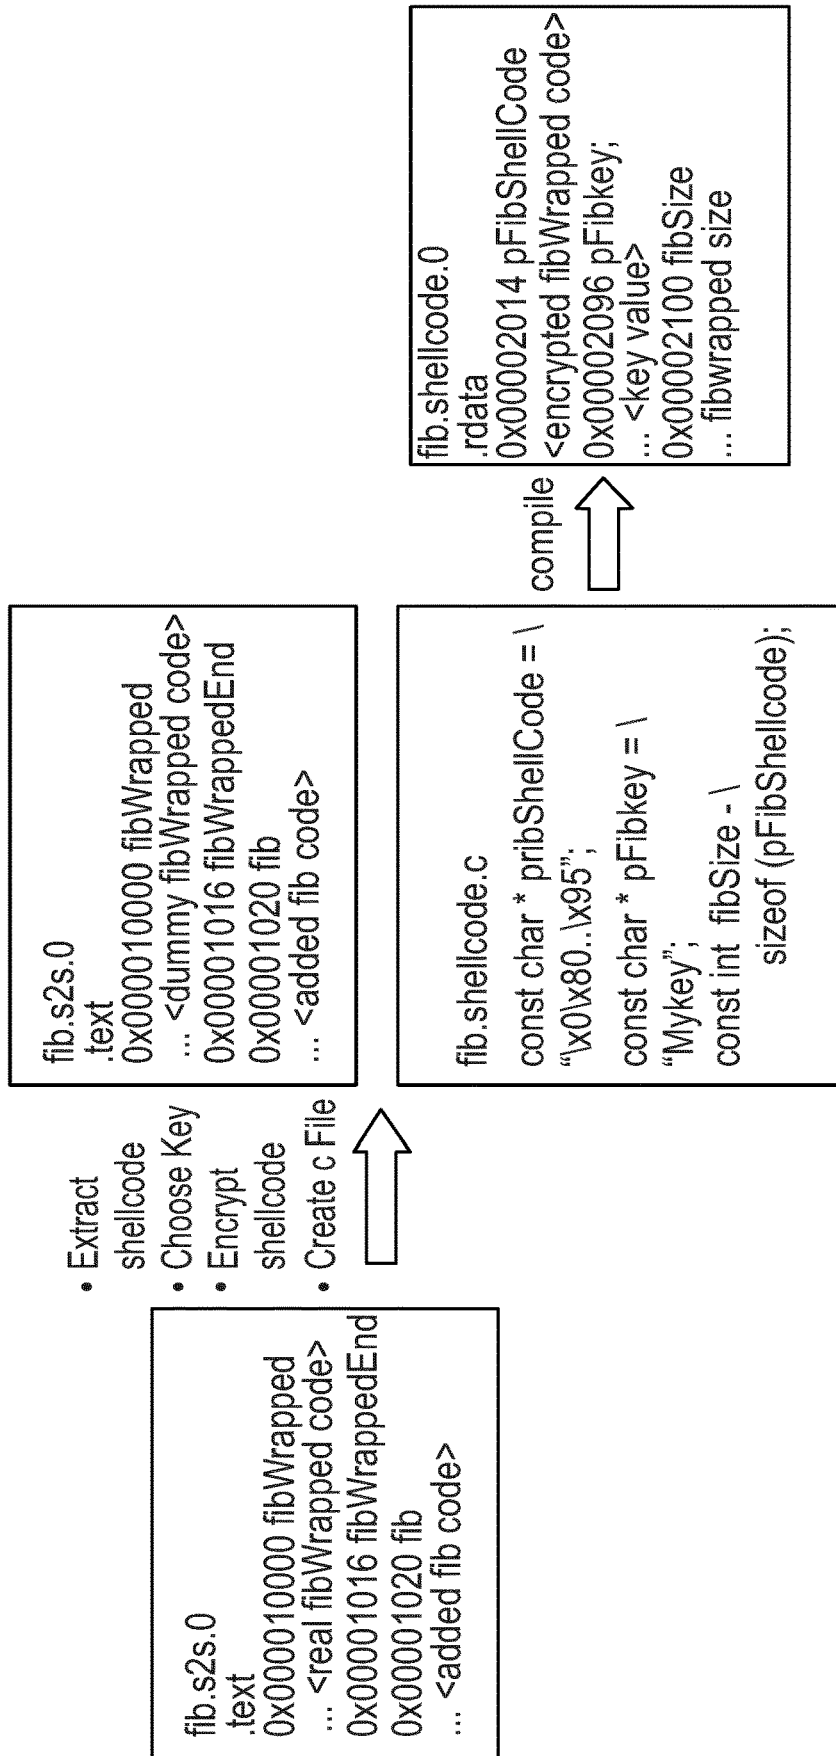 fib.s2s.0
.text
0x000010000 fibWrapped
... <real fibWrapped code>
0x00001016 fibWrappedEnd
0x00001020 fib
... <added fib code>
• Extract
shellcode
• Choose Key
• Encrypt
shellcode
• Create c File
fib.s2s.0
.text
0x000010000 fibWrapped
... <dummy fibWrapped code>
0x00001016 fibWrappedEnd
0x00001020 fib
... <added fib code>
fib.shellcode.c
const char * pribShellCode = \
“\x0\x80..\x95”;
const char * pFibkey = \
“Mykey”;
const int fibSize - \
sizeof (pFibShellcode);
compile
fib.shellcode.0
.rdata
0x00002014 pFibShellCode
<encrypted fibWrapped code>
0x00002096 pFibkey;
... <key value>
0x00002100 fibSize
... fibwrapped size